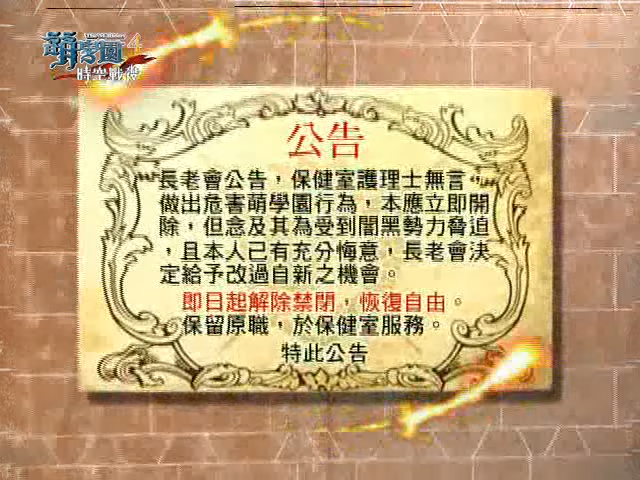 萌學園4
時空戰役
公告
長老會公告，保健室護理士無言，
做出危害萌學園行為，本應立即開
除，但念及其為受到闇黑勢力脅迫
，且本人已有充分悔意，長老會決
定給予改過自新之機會。
即日起解除禁閉，恢復自由。
保留原職，於保健室服務。
特此公告